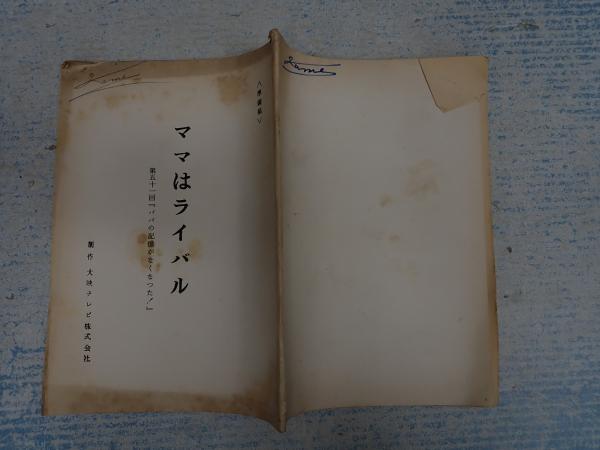 ＜準備稿＞
ママはライバル
第五十一回『パパの記憶がなくなった！』
制作 大映テレビ株式会社